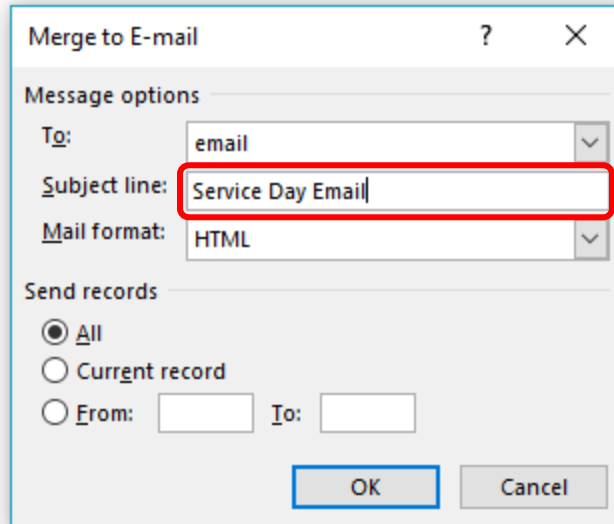 Merge to E-mail ?
Message options
To: email
Subject line: Service Day Email
Mail format: HTML
Send records
All
Current record
From: To:
OK Cancel